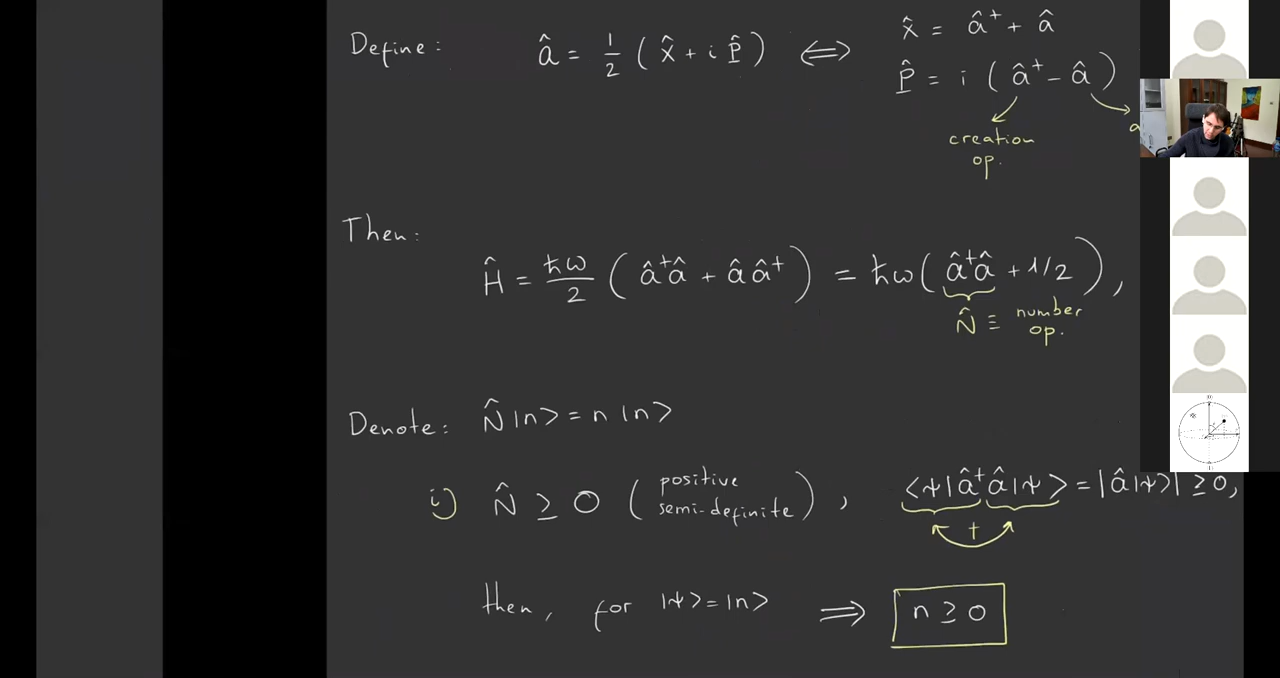 Define: â = 1/2 ( x̂ + i P̂ ) ⟺ x̂ = â⁺ + â
P̂ = i ( â⁺ − â )
creation
op.
Then:
Ĥ = ħω/2 ( â⁺â + ââ⁺ ) = ħω ( â⁺â + 1/2 ),
N̂ ≡ number
op.
Denote: N̂ |n> = n |n>
i) N̂ ≥ 0 ( positive semi-definite ) , <ψ| â⁺ â |ψ> = | â|ψ> | ≥ 0,
†
then, for |ψ> = |n> ⟹ n ≥ 0